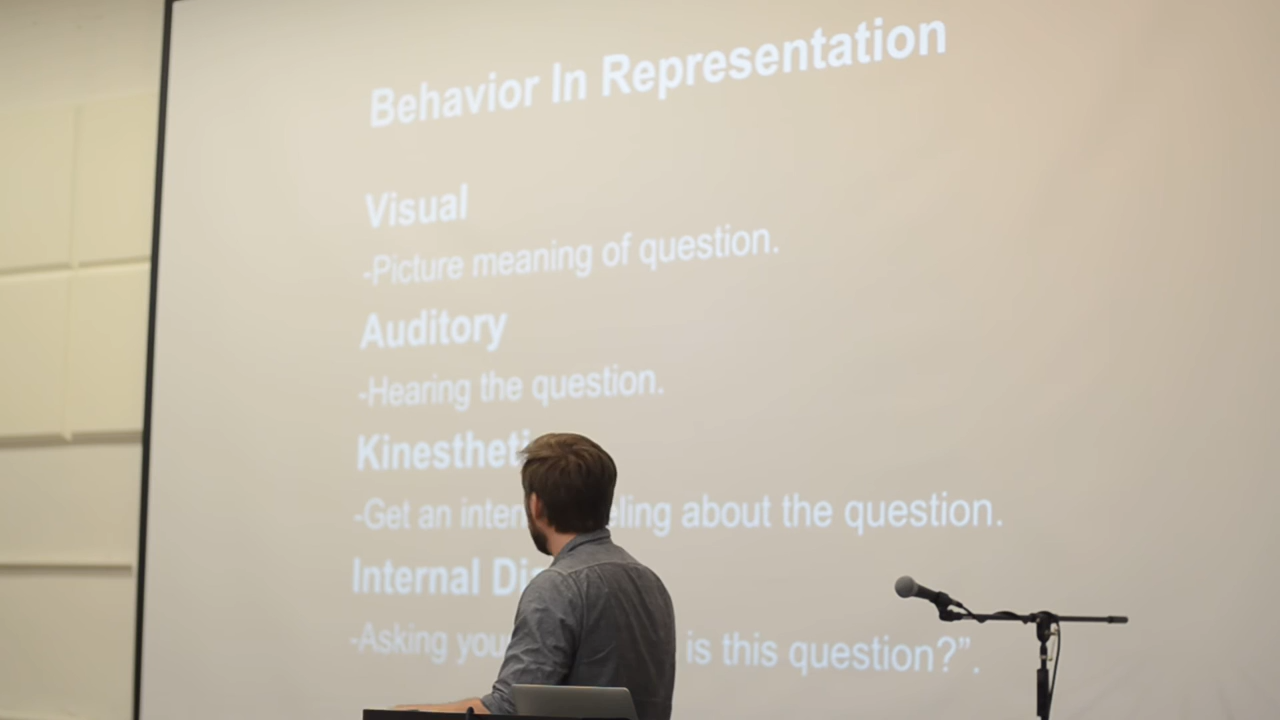 Behavior In Representation
Visual
-Picture meaning of question.
Auditory
-Hearing the question.
Kinestheti
-Get an inter eling about the question.
Internal Di
-Asking you is this question?”.